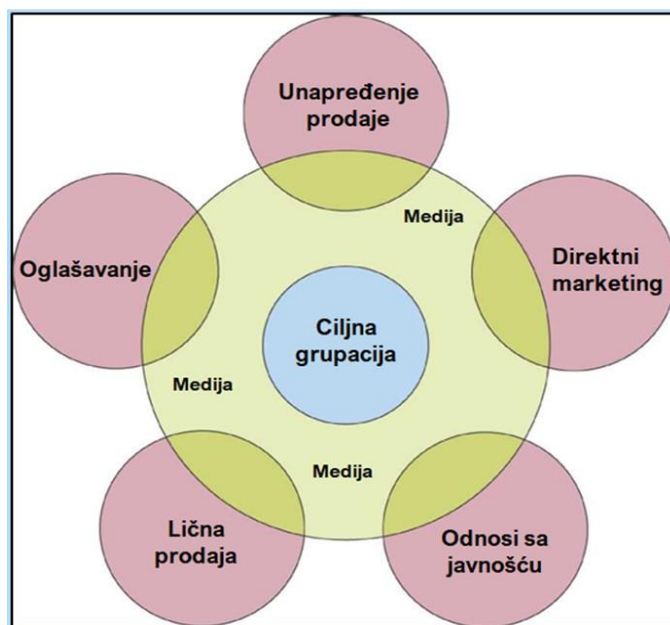 Unapređenje
prodaje
Medija
Oglašavanje
Direktni
marketing
Ciljna
grupacija
Medija
Medija
Lična
prodaja
Odnosi sa
javnošću